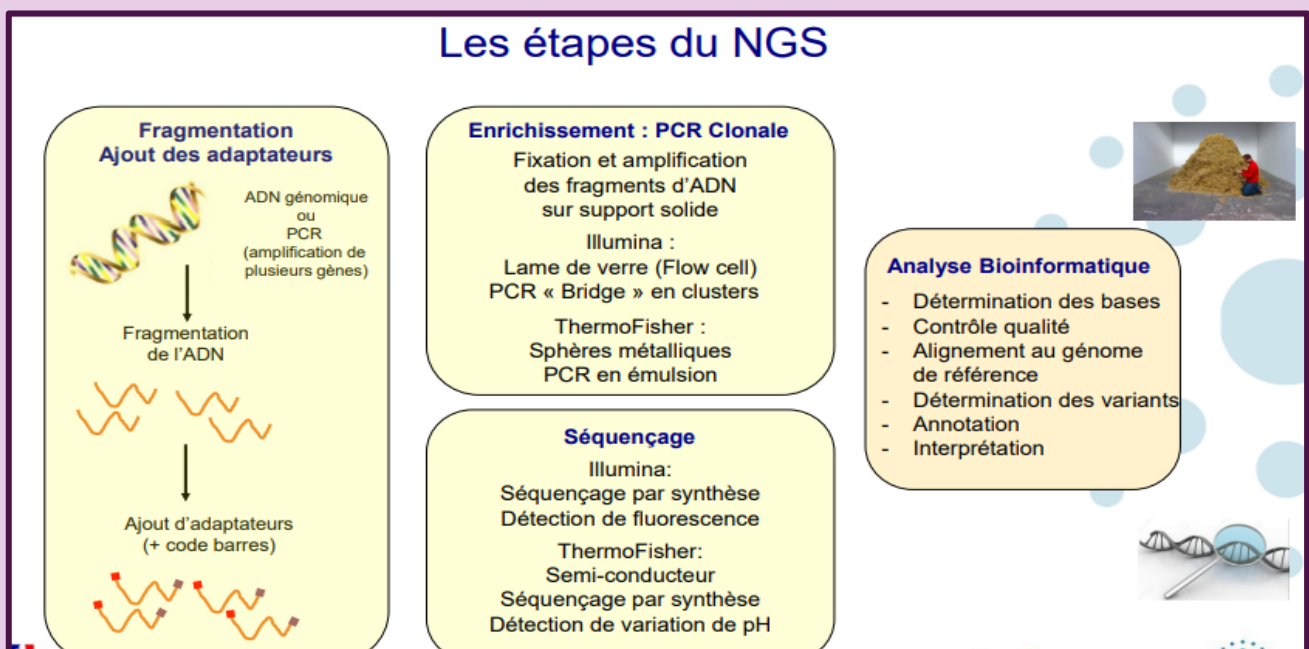 Les étapes du NGS
Fragmentation
Ajout des adaptateurs
ADN génomique
ou
PCR
(amplification de
plusieurs gènes)
Fragmentation
de l'ADN
Ajout d'adaptateurs
(+ code barres)
Enrichissement : PCR Clonale
Fixation et amplification
des fragments d'ADN
sur support solide
Illumina :
Lame de verre (Flow cell)
PCR « Bridge » en clusters
ThermoFisher :
Sphères métalliques
PCR en émulsion
Séquençage
Illumina:
Séquençage par synthèse
Détection de fluorescence
ThermoFisher:
Semi-conducteur
Séquençage par synthèse
Détection de variation de pH
Analyse Bioinformatique
- Détermination des bases
- Contrôle qualité
- Alignement au génome
de référence
- Détermination des variants
- Annotation
- Interprétation